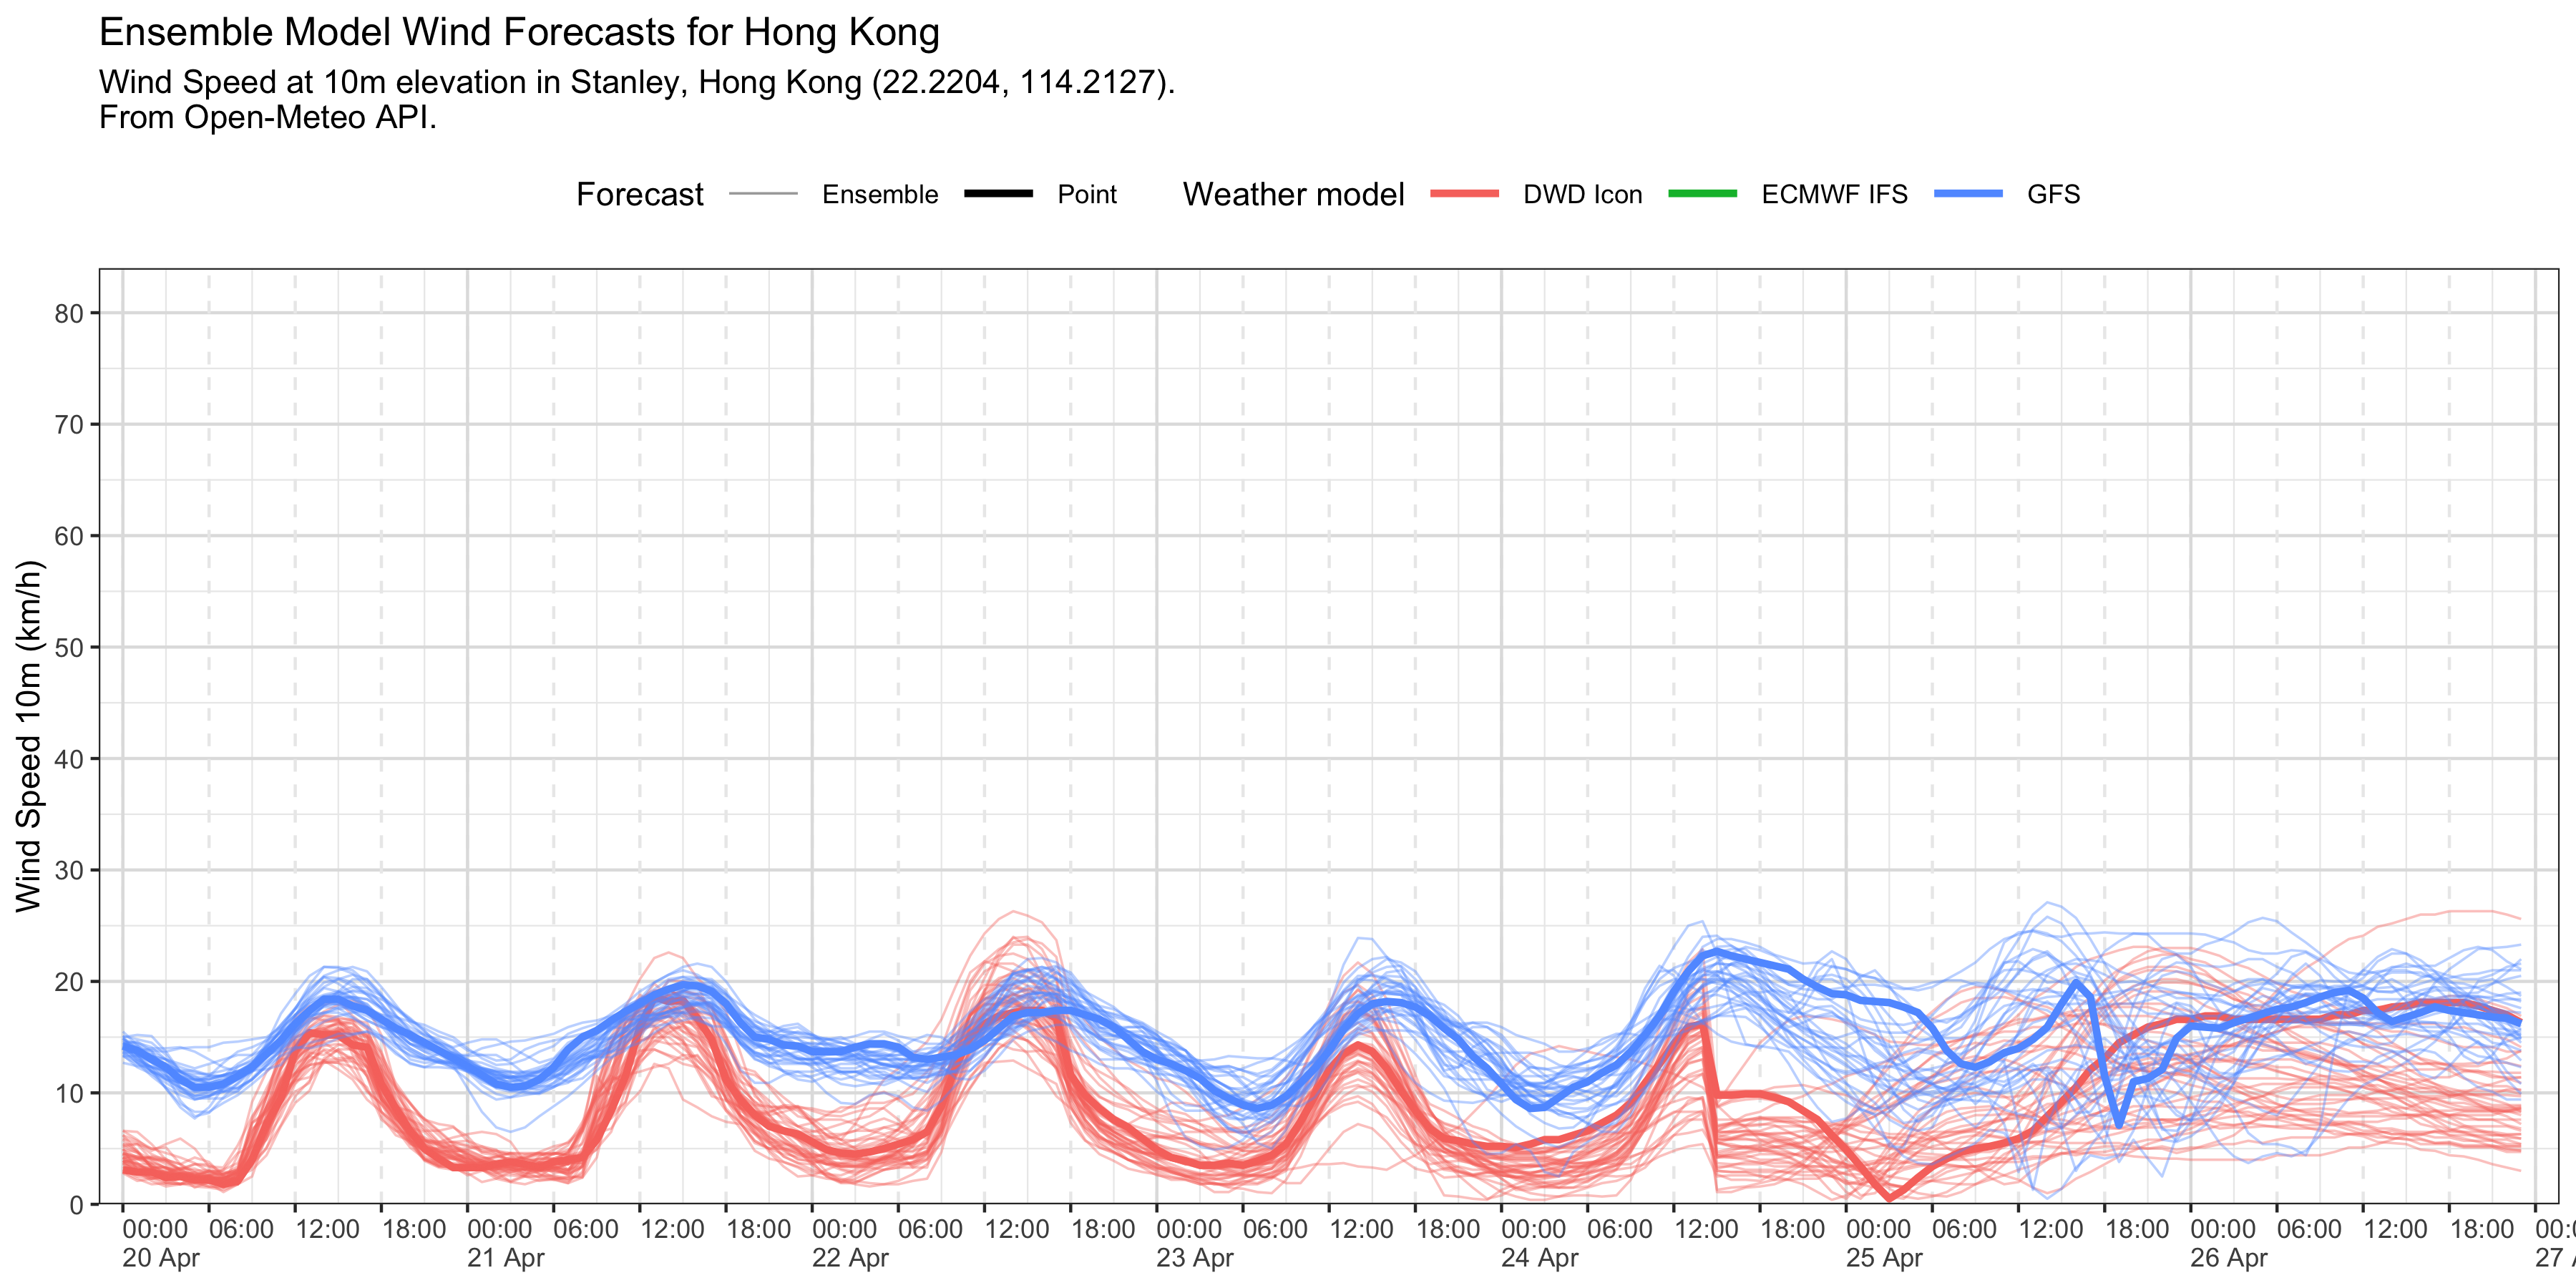 Ensemble Model Wind Forecasts for Hong Kong
Wind Speed at 10m elevation in Stanley, Hong Kong (22.2204, 114.2127).
From Open-Meteo API.
Forecast Ensemble Point Weather model DWD Icon ECMWF IFS GFS
Wind Speed 10m (km/h)
80
70
60
50
40
30
20
10
0
00:00 06:00 12:00 18:00 00:00 06:00 12:00 18:00 00:00 06:00 12:00 18:00 00:00 06:00 12:00 18:00 00:00 06:00 12:00 18:00 00:00 06:00 12:00 18:00 00:00 06:00 12:00 18:00
20 Apr 21 Apr 22 Apr 23 Apr 24 Apr 25 Apr 26 Apr 27